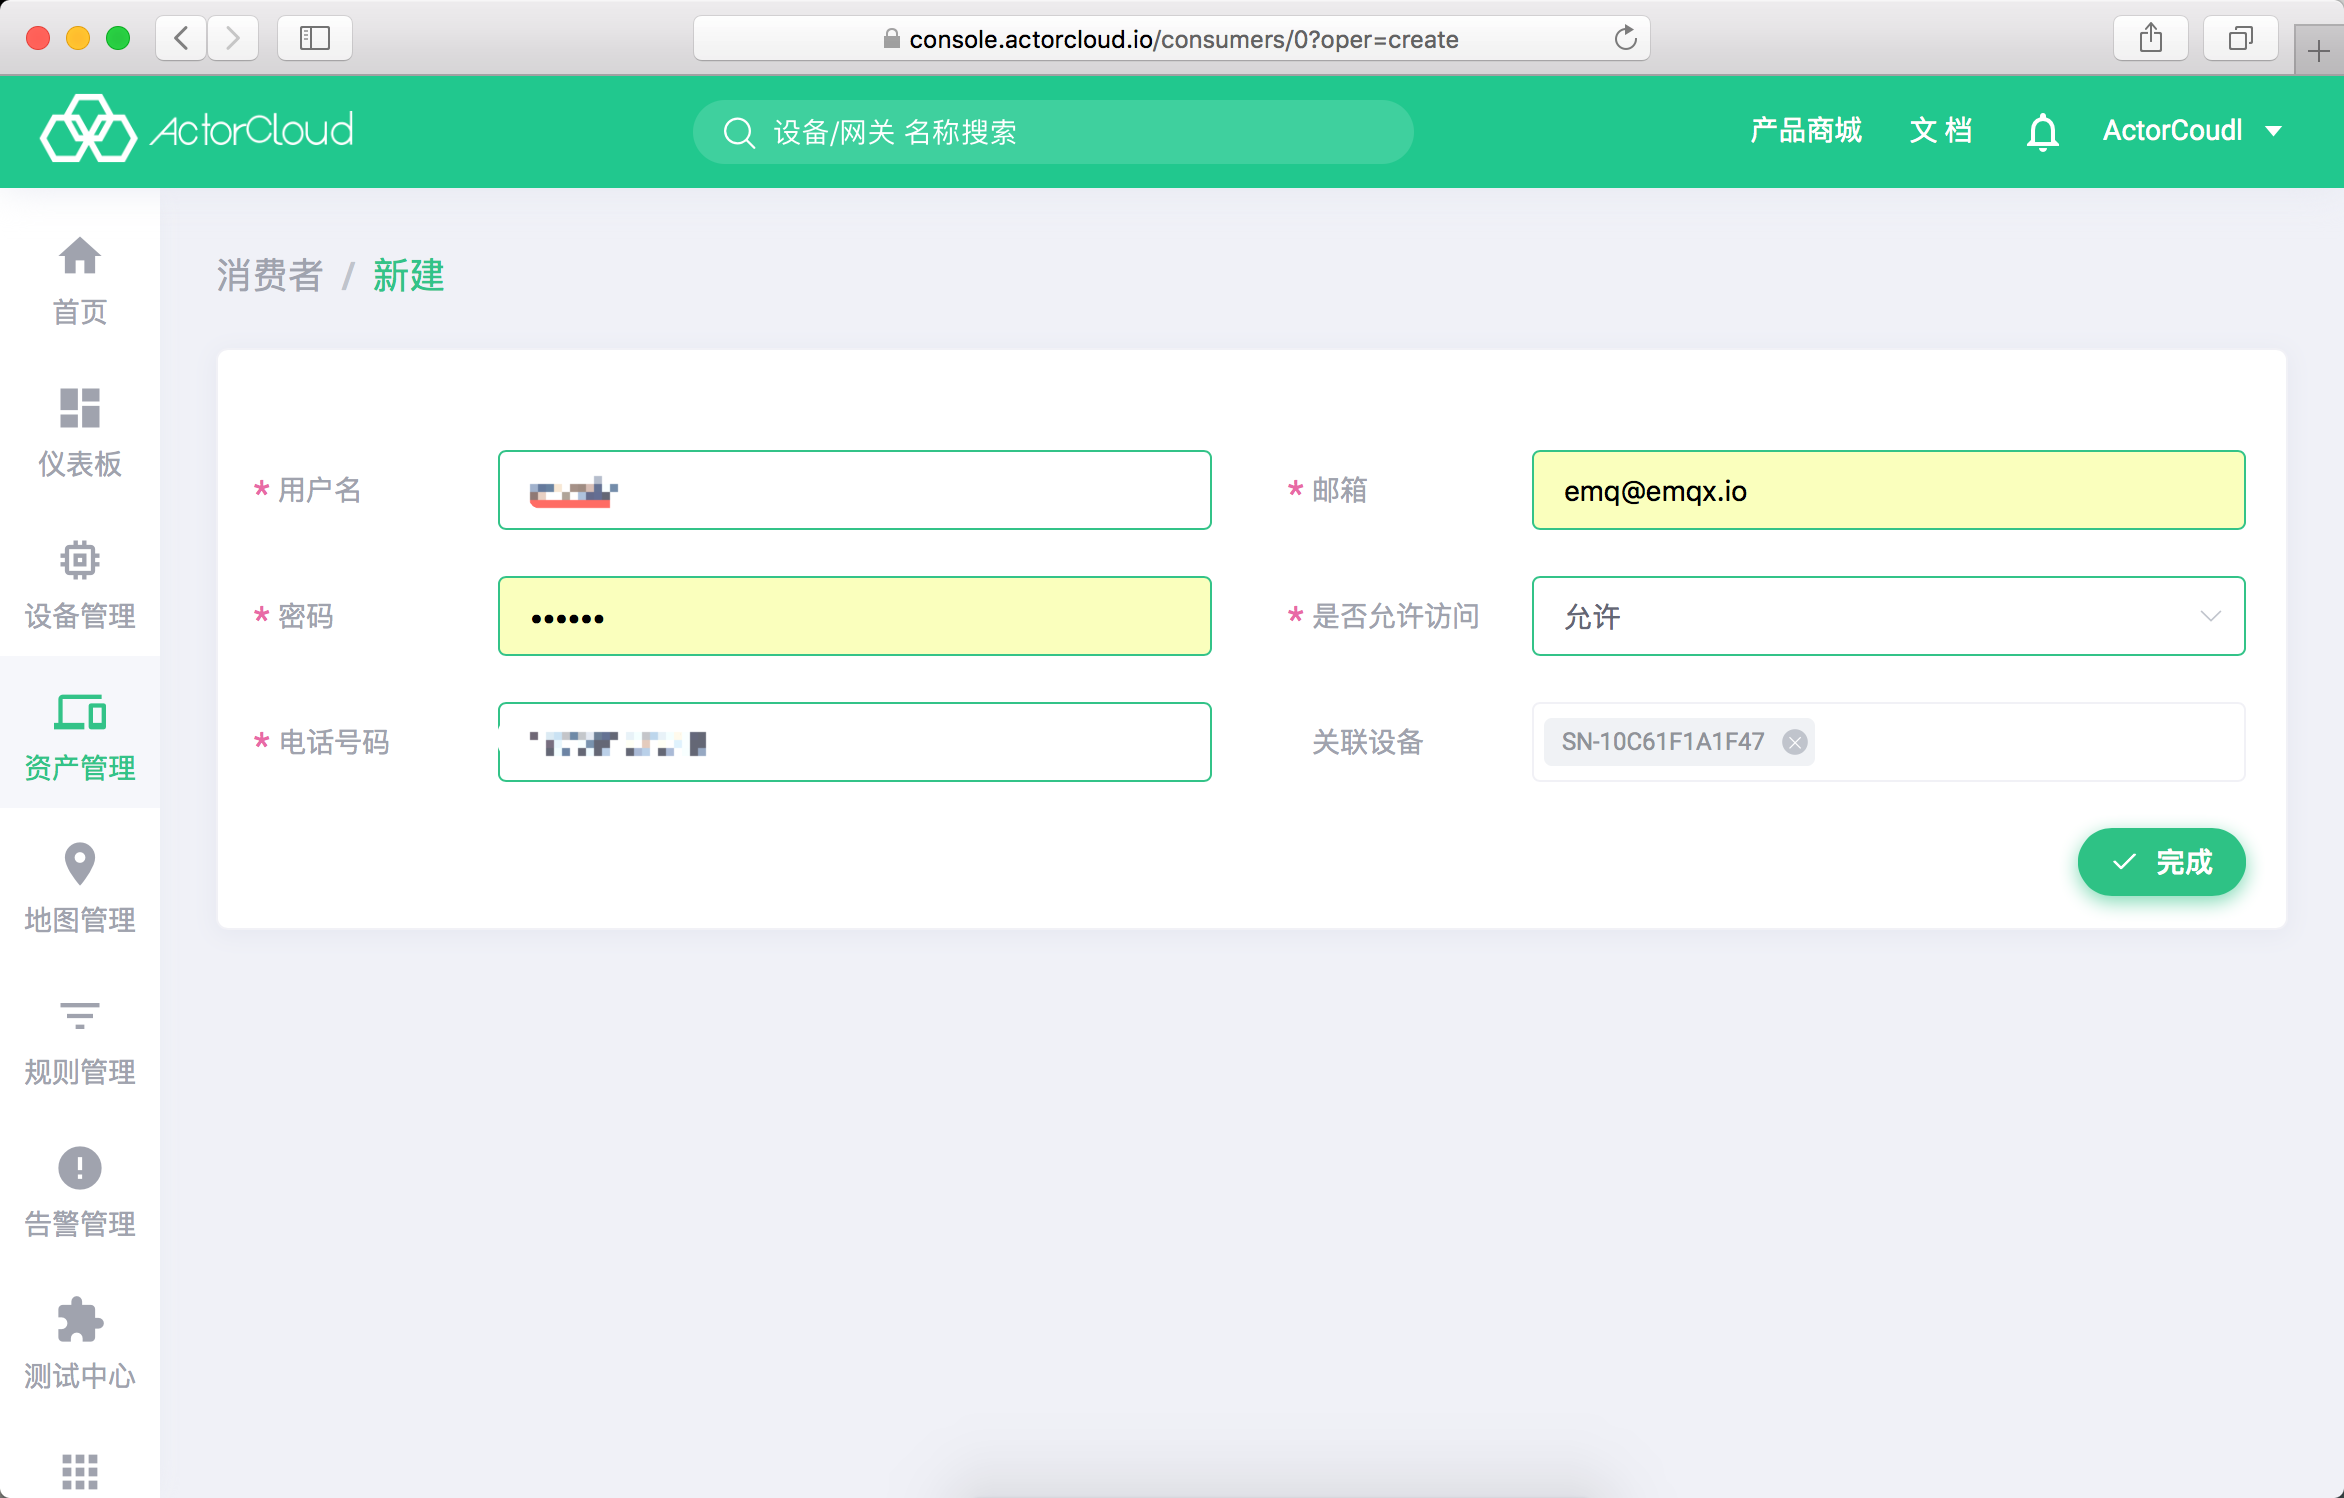 console.actorcloud.io/consumers/0?oper=create
ActorCloud
设备/网关 名称搜索
产品商城
文 档
ActorCoudl
首页
仪表板
设备管理
资产管理
地图管理
规则管理
告警管理
测试中心
消费者 / 新建
* 用户名
* 邮箱
emq@emqx.io
* 密码
••••••
* 是否允许访问
允许
* 电话号码
关联设备
SN-10C61F1A1F47
完成